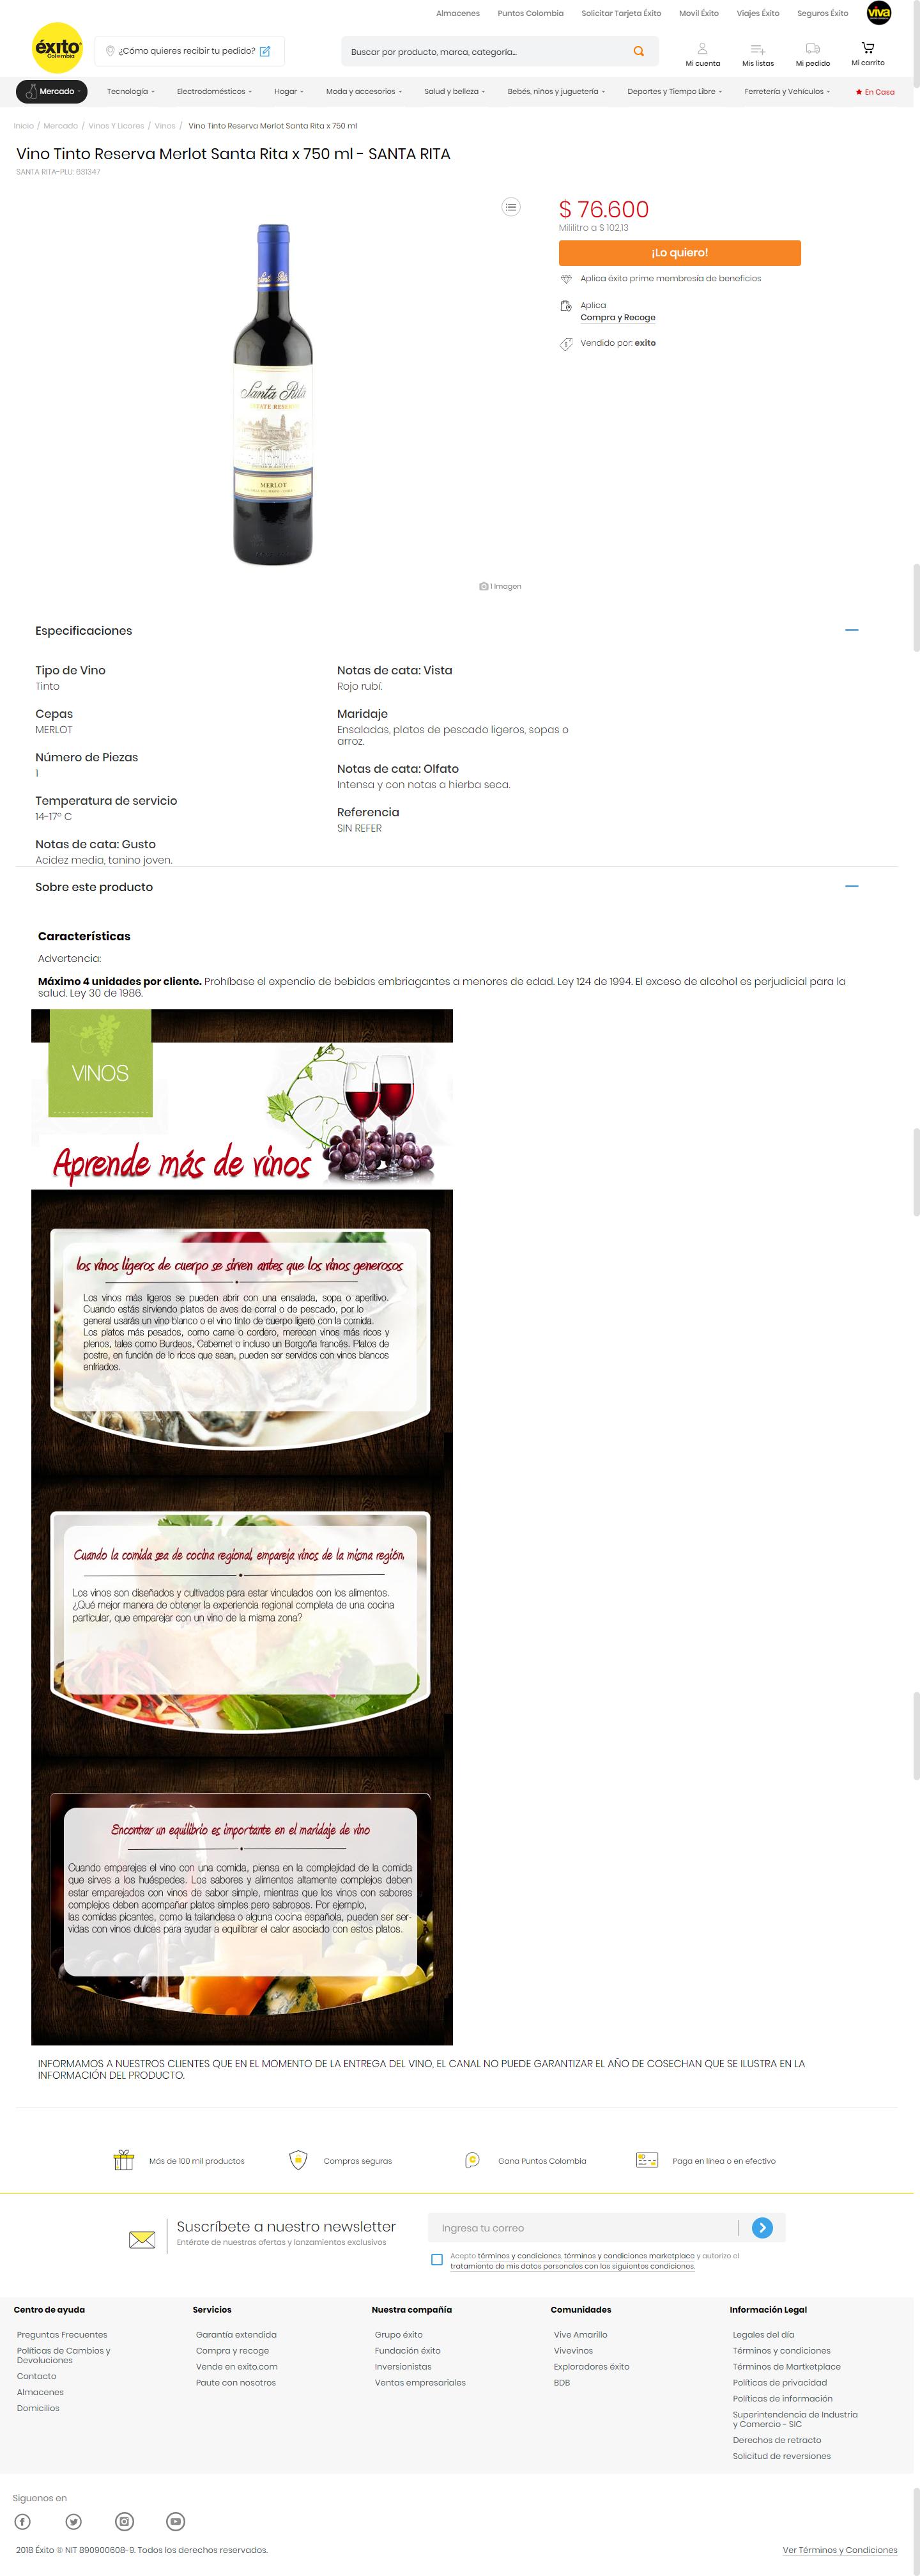 Almacenes Puntos Colombia Solicitar Tarjeta Éxito Movil Éxito Viajes Éxito Seguros Éxito viva
éxito
Colombia
¿Cómo quieres recibir tu pedido?
Buscar por producto, marca, categoría...
Mi cuenta Mis listas Mi pedido Mi carrito
Mercado Tecnología Electrodomésticos Hogar Moda y accesorios Salud y belleza Bebés, niños y juguetería Deportes y Tiempo Libre Ferretería y Vehículos En Casa
Inicio / Mercado / Vinos Y Licores / Vinos / Vino Tinto Reserva Merlot Santa Rita x 750 ml
Vino Tinto Reserva Merlot Santa Rita x 750 ml - SANTA RITA
SANTA RITA-PLU: 631347
$ 76.600
Mililitro a $ 102,13
¡Lo quiero!
Aplica éxito prime membresía de beneficios
Aplica
Compra y Recoge
Vendido por: exito
Santa Rita
MERLOT
1 Imagen
Especificaciones
Tipo de Vino
Tinto
Cepas
MERLOT
Número de Piezas
1
Temperatura de servicio
14-17º C
Notas de cata: Gusto
Acidez media, tanino joven.
Notas de cata: Vista
Rojo rubí.
Maridaje
Ensaladas, platos de pescado ligeros, sopas o
arroz.
Notas de cata: Olfato
Intensa y con notas a hierba seca.
Referencia
SIN REFER
Sobre este producto
Características
Advertencia:
Máximo 4 unidades por cliente. Prohíbase el expendio de bebidas embriagantes a menores de edad. Ley 124 de 1994. El exceso de alcohol es perjudicial para la
salud. Ley 30 de 1986.
VINOS
Aprende más de vinos
los vinos ligeros de cuerpo se sirven antes que los vinos generosos
Los vinos más ligeros se pueden abrir con una ensalada, sopa o aperitivo.
Cuando estás sirviendo platos de aves de corral o de pescado, por lo
general usarás un vino blanco o el vino tinto de cuerpo ligero con la comida.
Los platos más pesados, como carne o cordero, merecen vinos más ricos y
plenos, tales como Burdeos, Cabernet o incluso un Borgoña francés. Platos de
postre, en función de lo ricos que sean, pueden ser servidos con vinos blancos
enfriados.
Cuando la comida sea de cocina regional, empareja vinos de la misma región.
Los vinos son diseñados y cultivados para estar vinculados con los alimentos.
¿Qué mejor manera de obtener la experiencia regional completa de una cocina
particular, que emparejar con un vino de la misma zona?
Encontrar un equilibrio es importante en el maridaje de vino
Cuando emparejes el vino con una comida, piensa en la complejidad de la comida
que sirves a los huéspedes. Los sabores y alimentos altamente complejos deben
estar emparejados con vinos de sabor simple, mientras que los vinos con sabores
complejos deben acompañar platos simples pero sabrosos. Por ejemplo,
las comidas picantes, como la tailandesa o alguna cocina española, pueden ser ser-
vidas con vinos dulces para ayudar a equilibrar el calor asociado con estos platos.
INFORMAMOS A NUESTROS CLIENTES QUE EN EL MOMENTO DE LA ENTREGA DEL VINO, EL CANAL NO PUEDE GARANTIZAR EL AÑO DE COSECHAN QUE SE ILUSTRA EN LA
INFORMACIÓN DEL PRODUCTO.
Más de 100 mil productos Compras seguras Gana Puntos Colombia Paga en línea o en efectivo
Suscríbete a nuestro newsletter
Entérate de nuestras ofertas y lanzamientos exclusivos
Ingresa tu correo
Acepto términos y condiciones, términos y condiciones marketplace y autorizo el
tratamiento de mis datos personales con las siguientes condiciones.
Centro de ayuda
Preguntas Frecuentes
Políticas de Cambios y
Devoluciones
Contacto
Almacenes
Domicilios
Servicios
Garantía extendida
Compra y recoge
Vende en exito.com
Paute con nosotros
Nuestra compañía
Grupo éxito
Fundación éxito
Inversionistas
Ventas empresariales
Comunidades
Vive Amarillo
Vivevinos
Exploradores éxito
BDB
Información Legal
Legales del día
Términos y condiciones
Términos de Martketplace
Políticas de privacidad
Políticas de información
Superintendencia de Industria
y Comercio - SIC
Derechos de retracto
Solicitud de reversiones
Síguenos en
2018 Éxito ® NIT 890900608-9. Todos los derechos reservados. Ver Términos y Condiciones